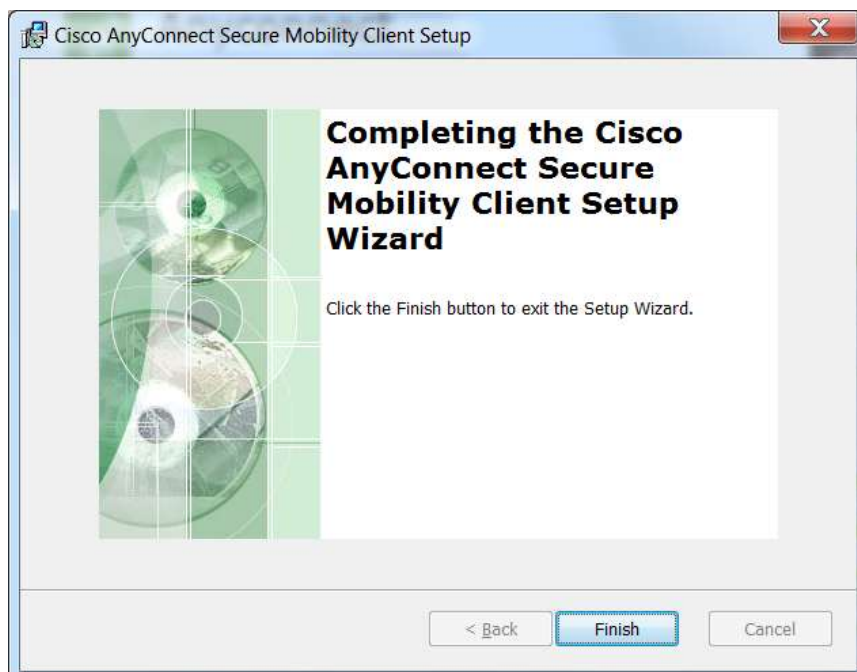 Cisco AnyConnect Secure Mobility Client Setup
Completing the Cisco
AnyConnect Secure
Mobility Client Setup
Wizard
Click the Finish button to exit the Setup Wizard.
< Back
Finish
Cancel